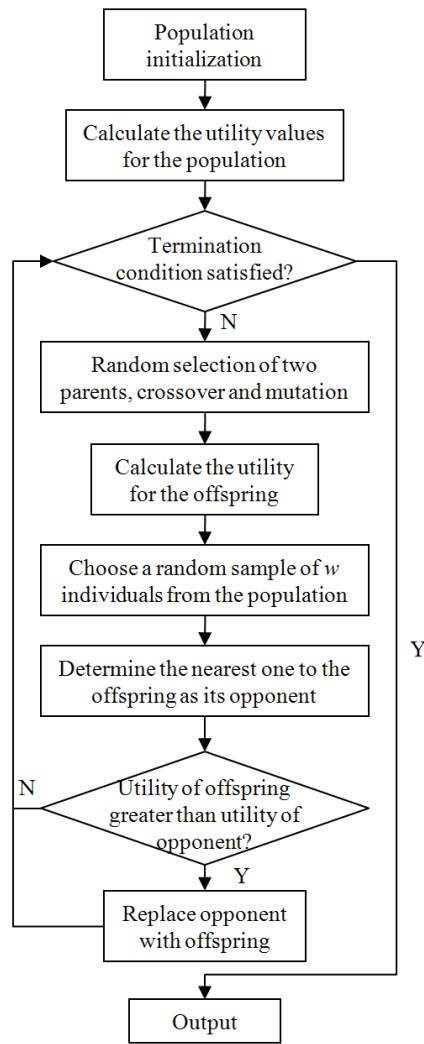 Population
initialization
Calculate the utility values
for the population
Termination
condition satisfied?
N
Random selection of two
parents, crossover and mutation
Calculate the utility
for the offspring
Choose a random sample of w
individuals from the population
Y
Determine the nearest one to the
offspring as its opponent
N
Utility of offspring
greater than utility of
opponent?
Y
Replace opponent
with offspring
Output